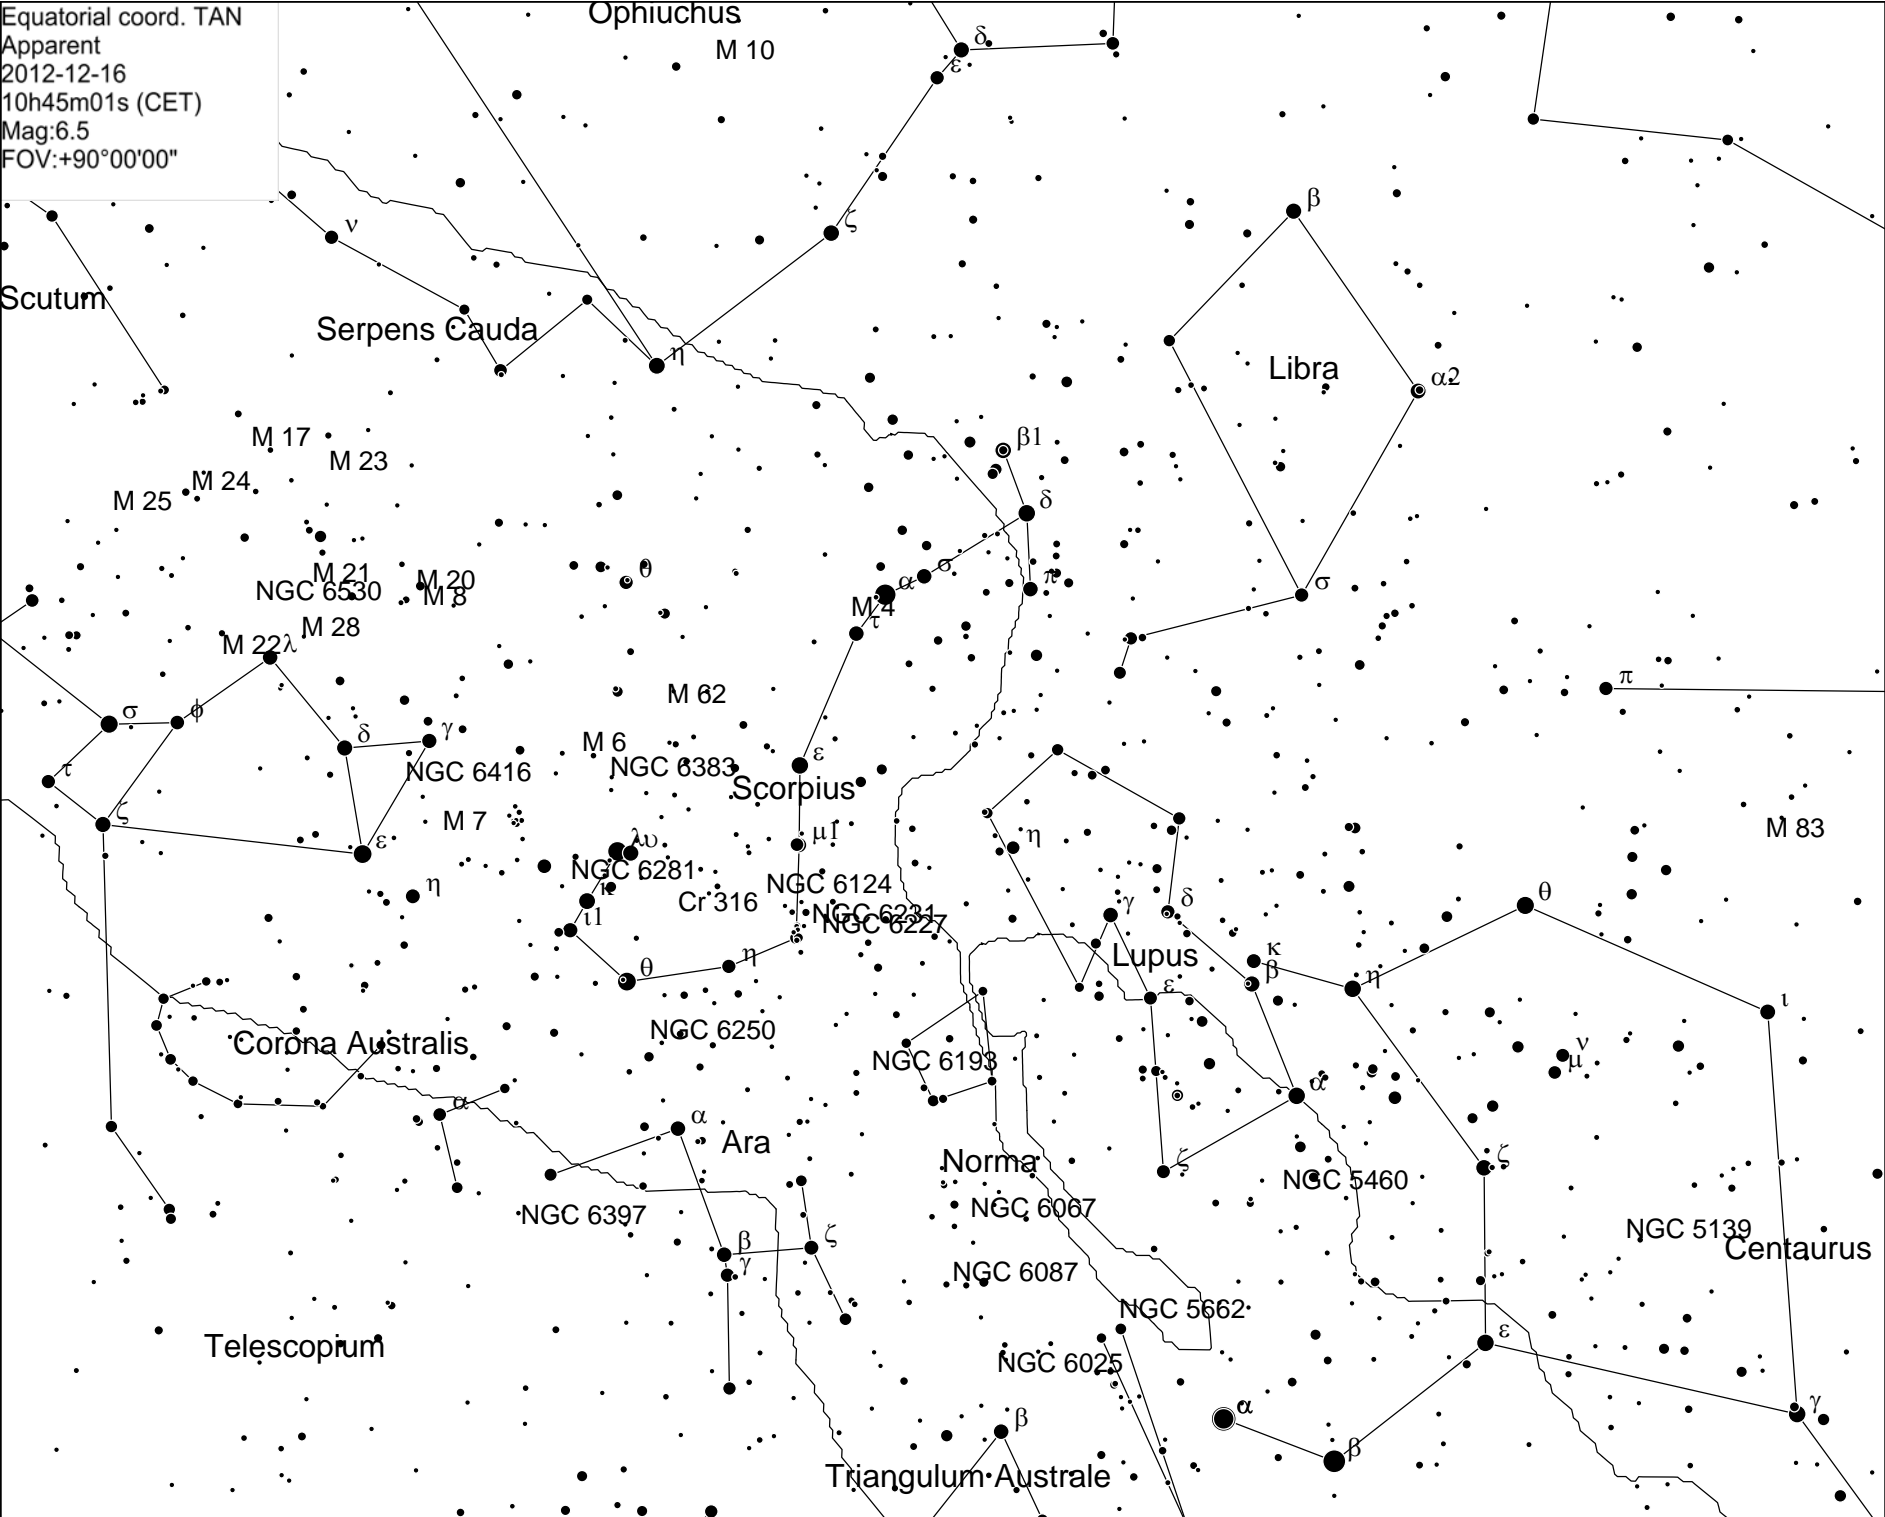 Equatorial coord. TAN
Apparent
2012-12-16
10h45m01s (CET)
Mag:6.5
FOV:+90°00'00"
Ophiuchus
M 10
δ
ε
ζ
β
ν
Scutum
Serpens Cauda
η
Libra
α2
M 17
M 23
β1
M 24
M 25
δ
M 21
M 20
NGC 6530
M 8
θ
α
σ
π
σ
M 4
τ
M 28
M 22
λ
M 62
π
σ
φ
δ
γ
M 6
ε
τ
NGC 6416
NGC 6383
Scorpius
ζ
M 7
μ1
η
M 83
ε
λυ
NGC 6281
κ
NGC 6124
η
Cr 316
NGC 6231
NGC 6227
ι1
γ
δ
θ
Lupus
κ
β
η
θ
η
ε
ι
NGC 6250
Corona Australis
NGC 6193
ν
μ
α
α
α
Ara
Norma
ζ
ζ
NGC 5460
NGC 6397
NGC 6067
NGC 5139
Centaurus
β
ζ
γ
NGC 6087
NGC 5662
Telescopium
NGC 6025
ε
β
α
γ
β
Triangulum Australe